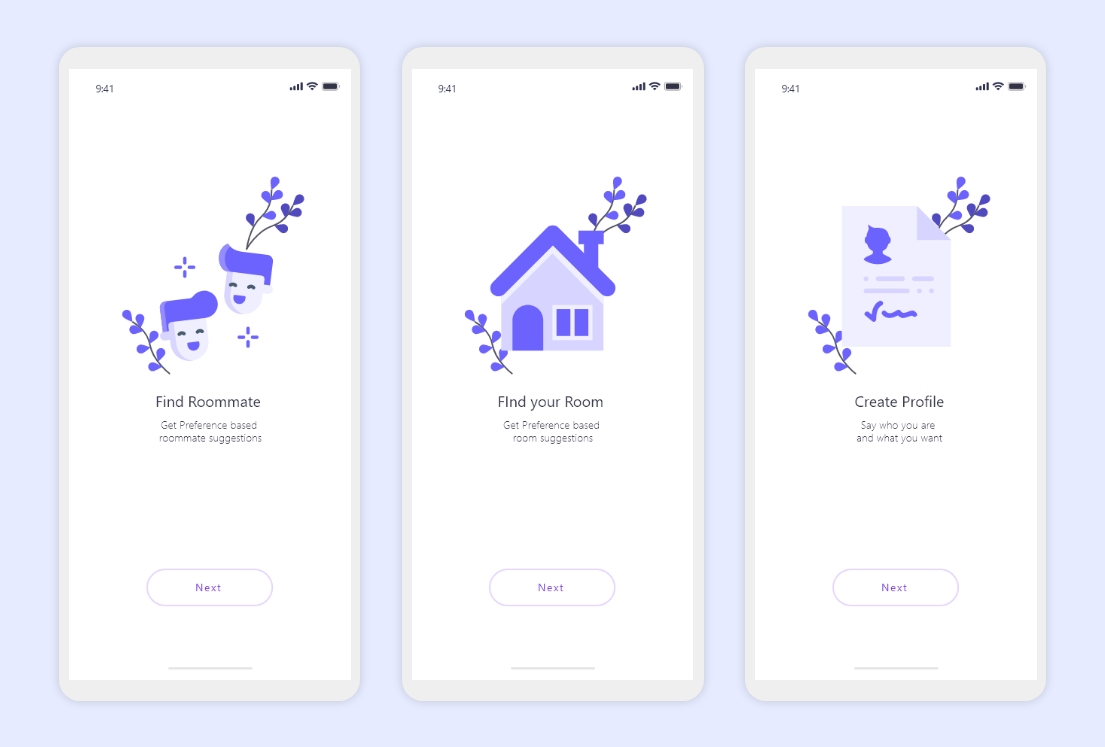 9:41
Find Roommate
Get Preference based
roommate suggestions
Next
9:41
FInd your Room
Get Preference based
room suggestions
Next
9:41
Create Profile
Say who you are
and what you want
Next